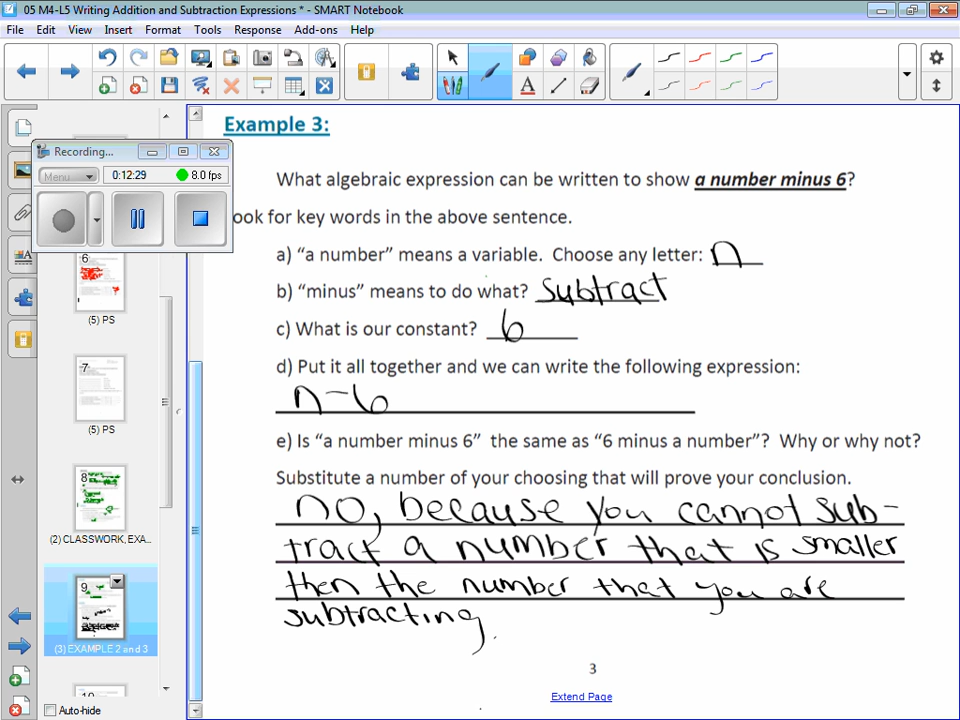 05 M4-L5 Writing Addition and Subtraction Expressions * - SMART Notebook
File Edit View Insert Format Tools Response Add-ons Help
Example 3:
Recording...
Menu 0:12:29 8.0 fps
What algebraic expression can be written to show a number minus 6?
ook for key words in the above sentence.
a) “a number” means a variable. Choose any letter: n
b) “minus” means to do what? subtract
c) What is our constant? 6
d) Put it all together and we can write the following expression:
n-6
e) Is “a number minus 6” the same as “6 minus a number”? Why or why not?
Substitute a number of your choosing that will prove your conclusion.
no, because you cannot sub-
tract a number that is smaller
then the number that you are
subtracting.
3
Extend Page
6
(5) PS
7
(5) PS
8
(2) CLASSWORK, EXA...
9
(3) EXAMPLE 2 and 3
10
Auto-hide